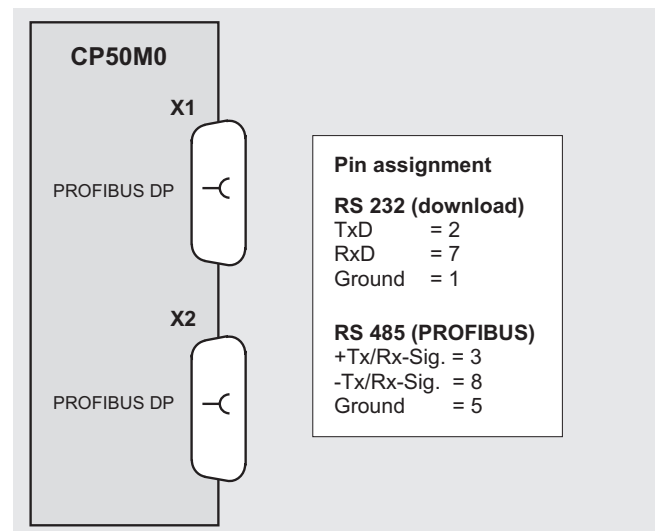 CP50M0
X1
PROFIBUS DP
X2
PROFIBUS DP
Pin assignment
RS 232 (download)
TxD = 2
RxD = 7
Ground = 1
RS 485 (PROFIBUS)
+Tx/Rx-Sig. = 3
-Tx/Rx-Sig. = 8
Ground = 5